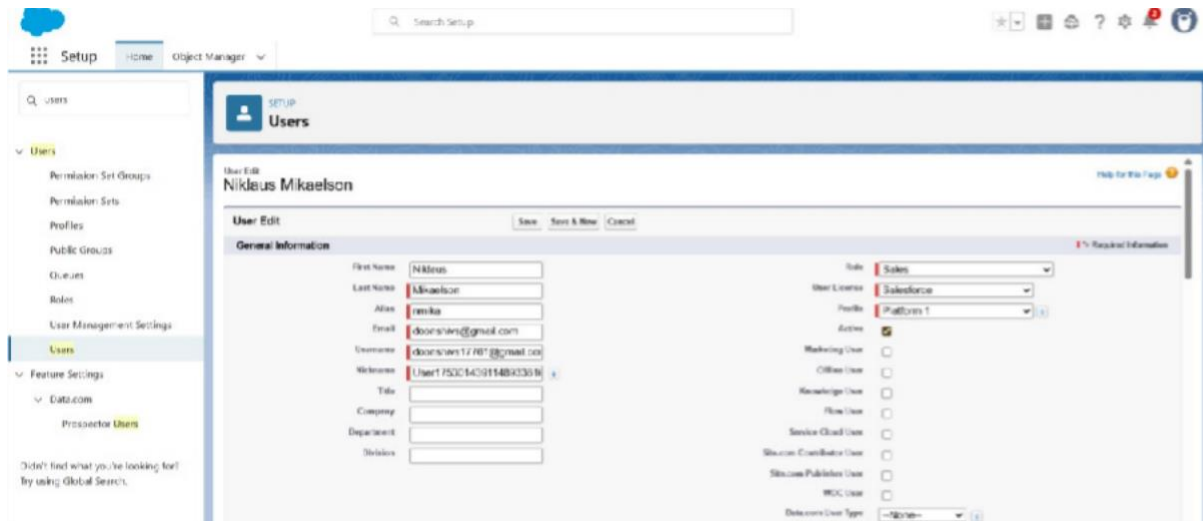 Search Setup
Setup
Home
Object Manager
users
SETUP
Users
Users
Permission Set Groups
Permission Sets
Profiles
Public Groups
Queues
Roles
User Management Settings
Users
Feature Settings
Data.com
Prospector Users
Didn't find what you're looking for?
Try using Global Search.
User Edit
Niklaus Mikaelson
Help for this Page
User Edit
Save
Save & New
Cancel
General Information
= Required Information
First Name
Niklaus
Last Name
Mikaelson
Alias
nmika
Email
Username
Nickname
Title
Company
Department
Division
Role
Sales
User License
Salesforce
Profile
Platform 1
Active
Marketing User
Offline User
Knowledge User
Flow User
Service Cloud User
Site.com Contributor User
Site.com Publisher User
WDC User
Data.com User Type
--None--